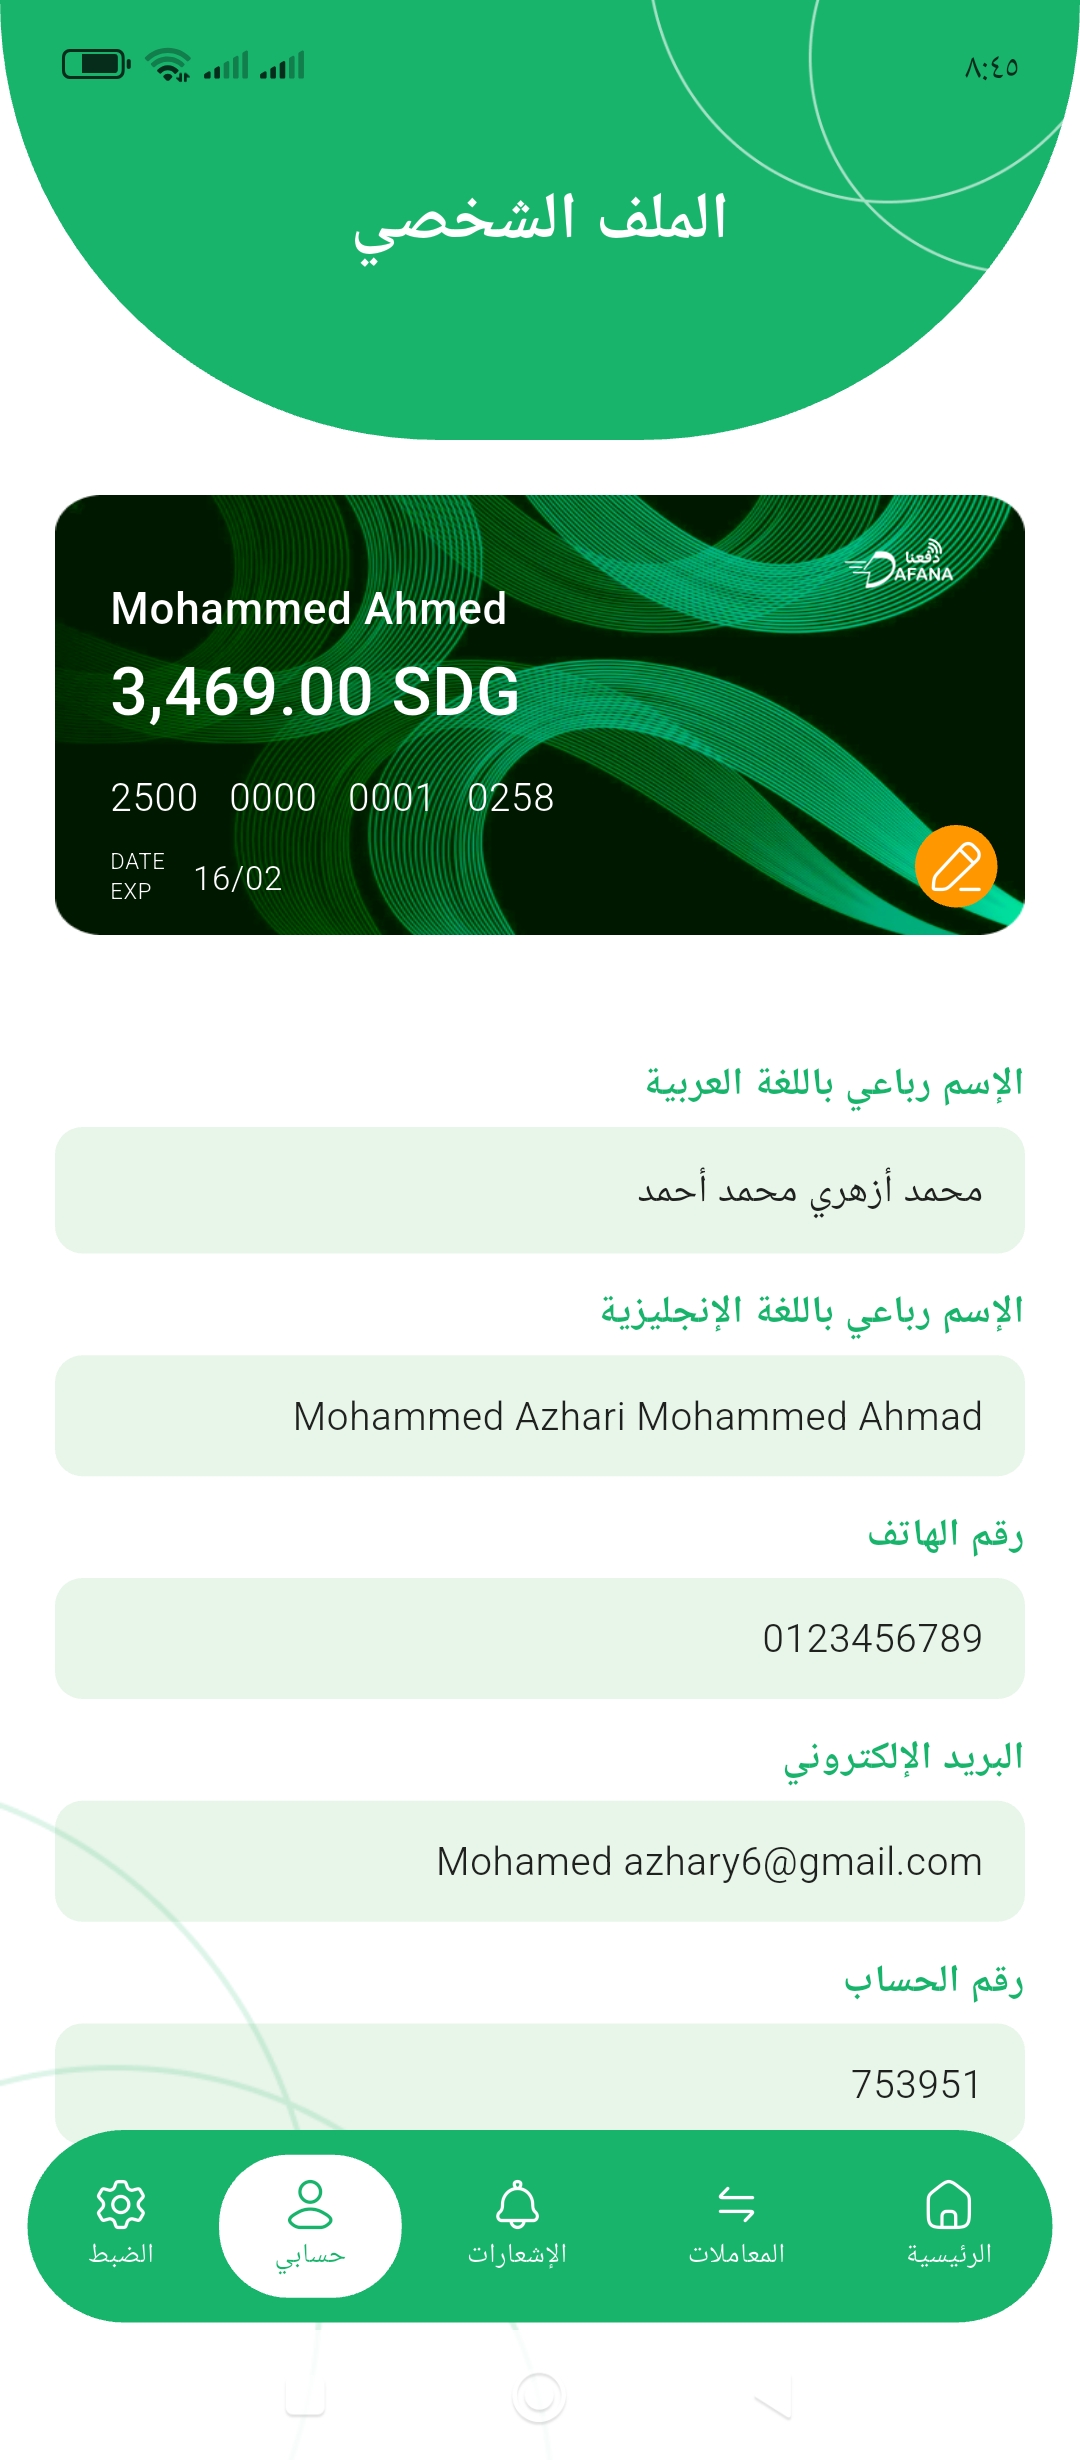 ٨:٤٥
الملف الشخصي
دفعنا
DAFANA
Mohammed Ahmed
3,469.00 SDG
2500 0000 0001 0258
DATE
EXP
16/02
الإسم رباعي باللغة العربية
محمد أزهري محمد أحمد
الإسم رباعي باللغة الإنجليزية
Mohammed Azhari Mohammed Ahmad
رقم الهاتف
0123456789
البريد الإلكتروني
Mohamed azhary6@gmail.com
رقم الحساب
753951
الرئيسية
المعاملات
الإشعارات
حسابي
الضبط